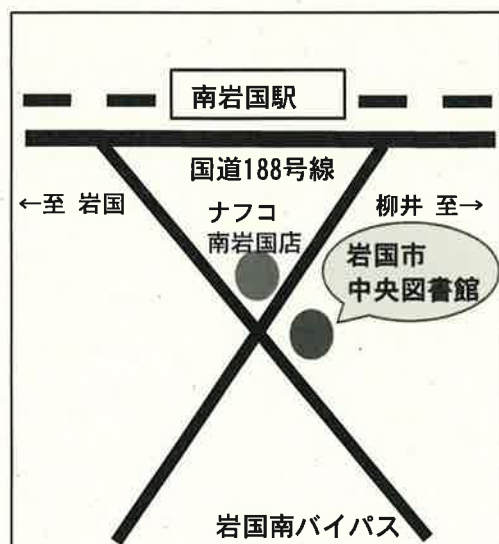 南岩国駅
国道188号線
←至 岩国
ナフコ
南岩国店
柳井 至→
岩国市
中央図書館
岩国南バイパス